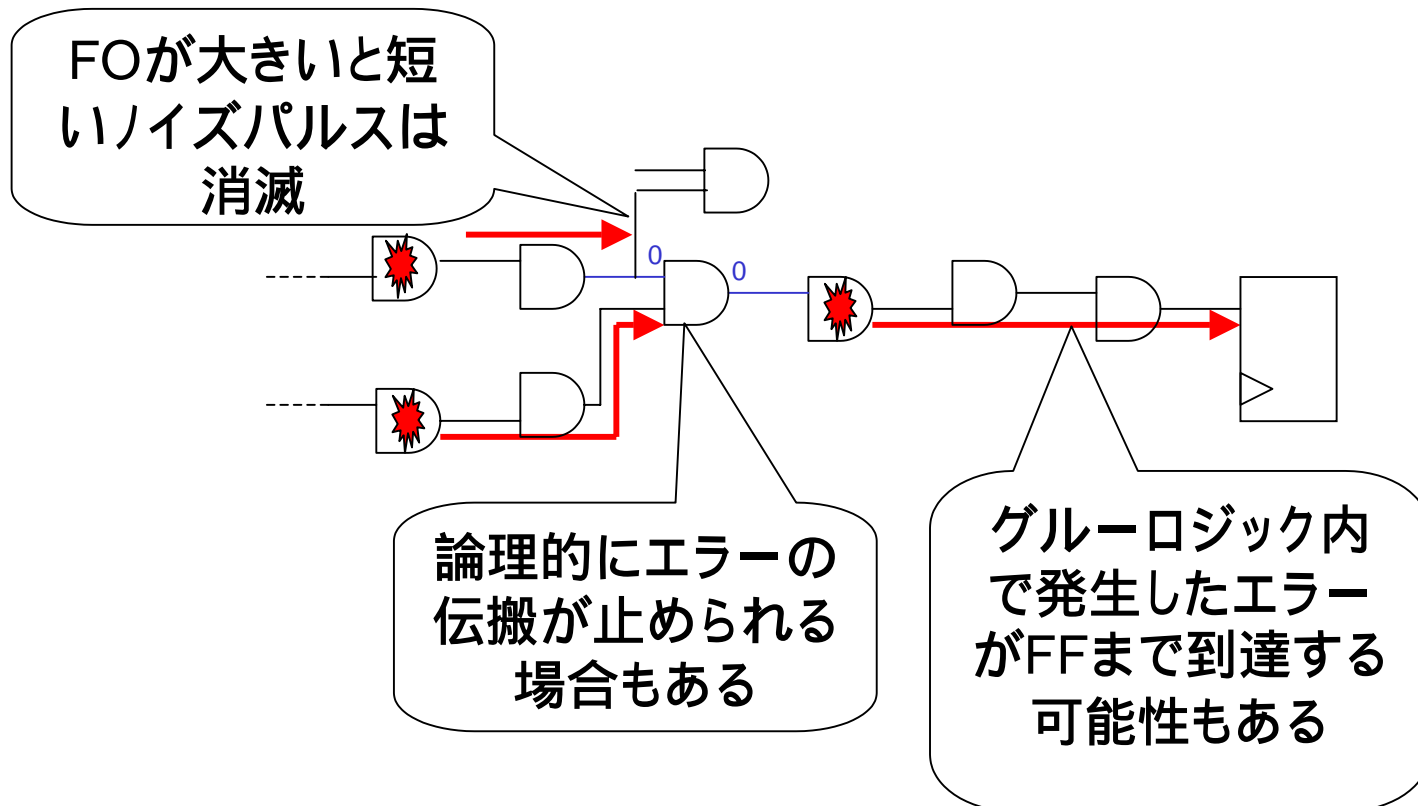 FOが大きいと短
いノイズパルスは
消滅
0
0
論理的にエラーの
伝搬が止められる
場合もある
グルーロジック内
で発生したエラー
がFFまで到達する
可能性もある